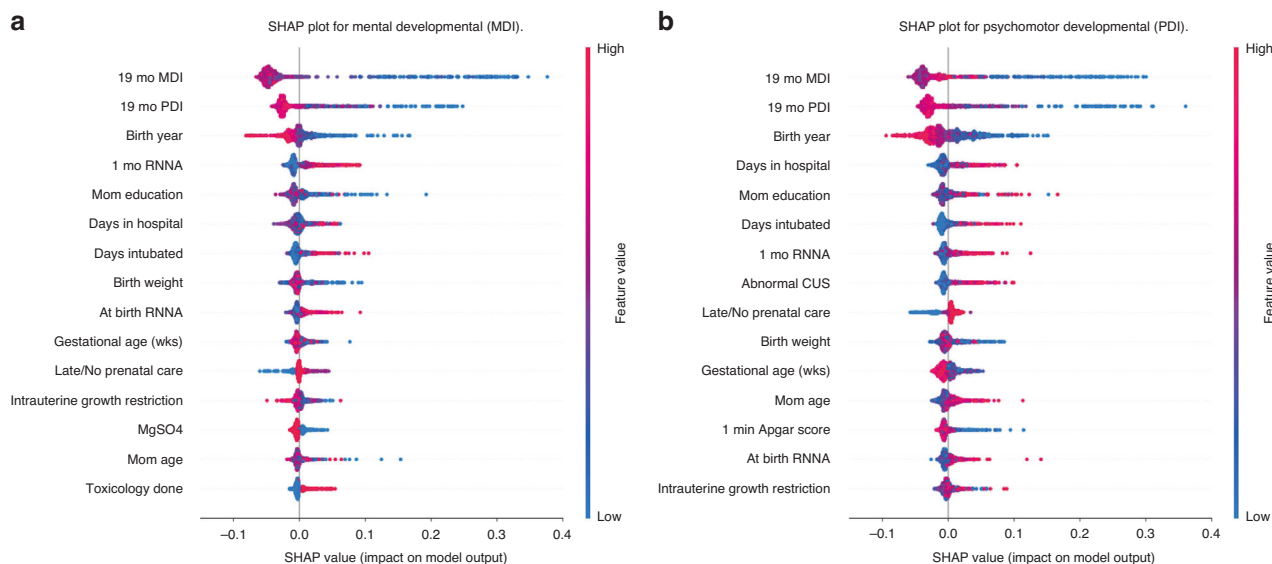 a
SHAP plot for mental developmental (MDI).
High
19 mo MDI
19 mo PDI
Birth year
1 mo RNNA
Mom education
Days in hospital
Days intubated
Birth weight
At birth RNNA
Gestational age (wks)
Late/No prenatal care
Intrauterine growth restriction
MgSO4
Mom age
Toxicology done
Feature value
Low
–0.1 0.0 0.1 0.2 0.3 0.4
SHAP value (impact on model output)
b
SHAP plot for psychomotor developmental (PDI).
High
19 mo MDI
19 mo PDI
Birth year
Days in hospital
Mom education
Days intubated
1 mo RNNA
Abnormal CUS
Late/No prenatal care
Birth weight
Gestational age (wks)
Mom age
1 min Apgar score
At birth RNNA
Intrauterine growth restriction
Feature value
Low
–0.1 0.0 0.1 0.2 0.3 0.4
SHAP value (impact on model output)